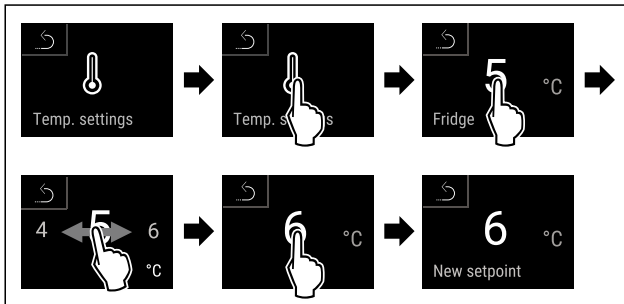 Temp. settings
Temp. s s
5 °C
Fridge
4 5 6
°C
6 °C
6 °C
New setpoint